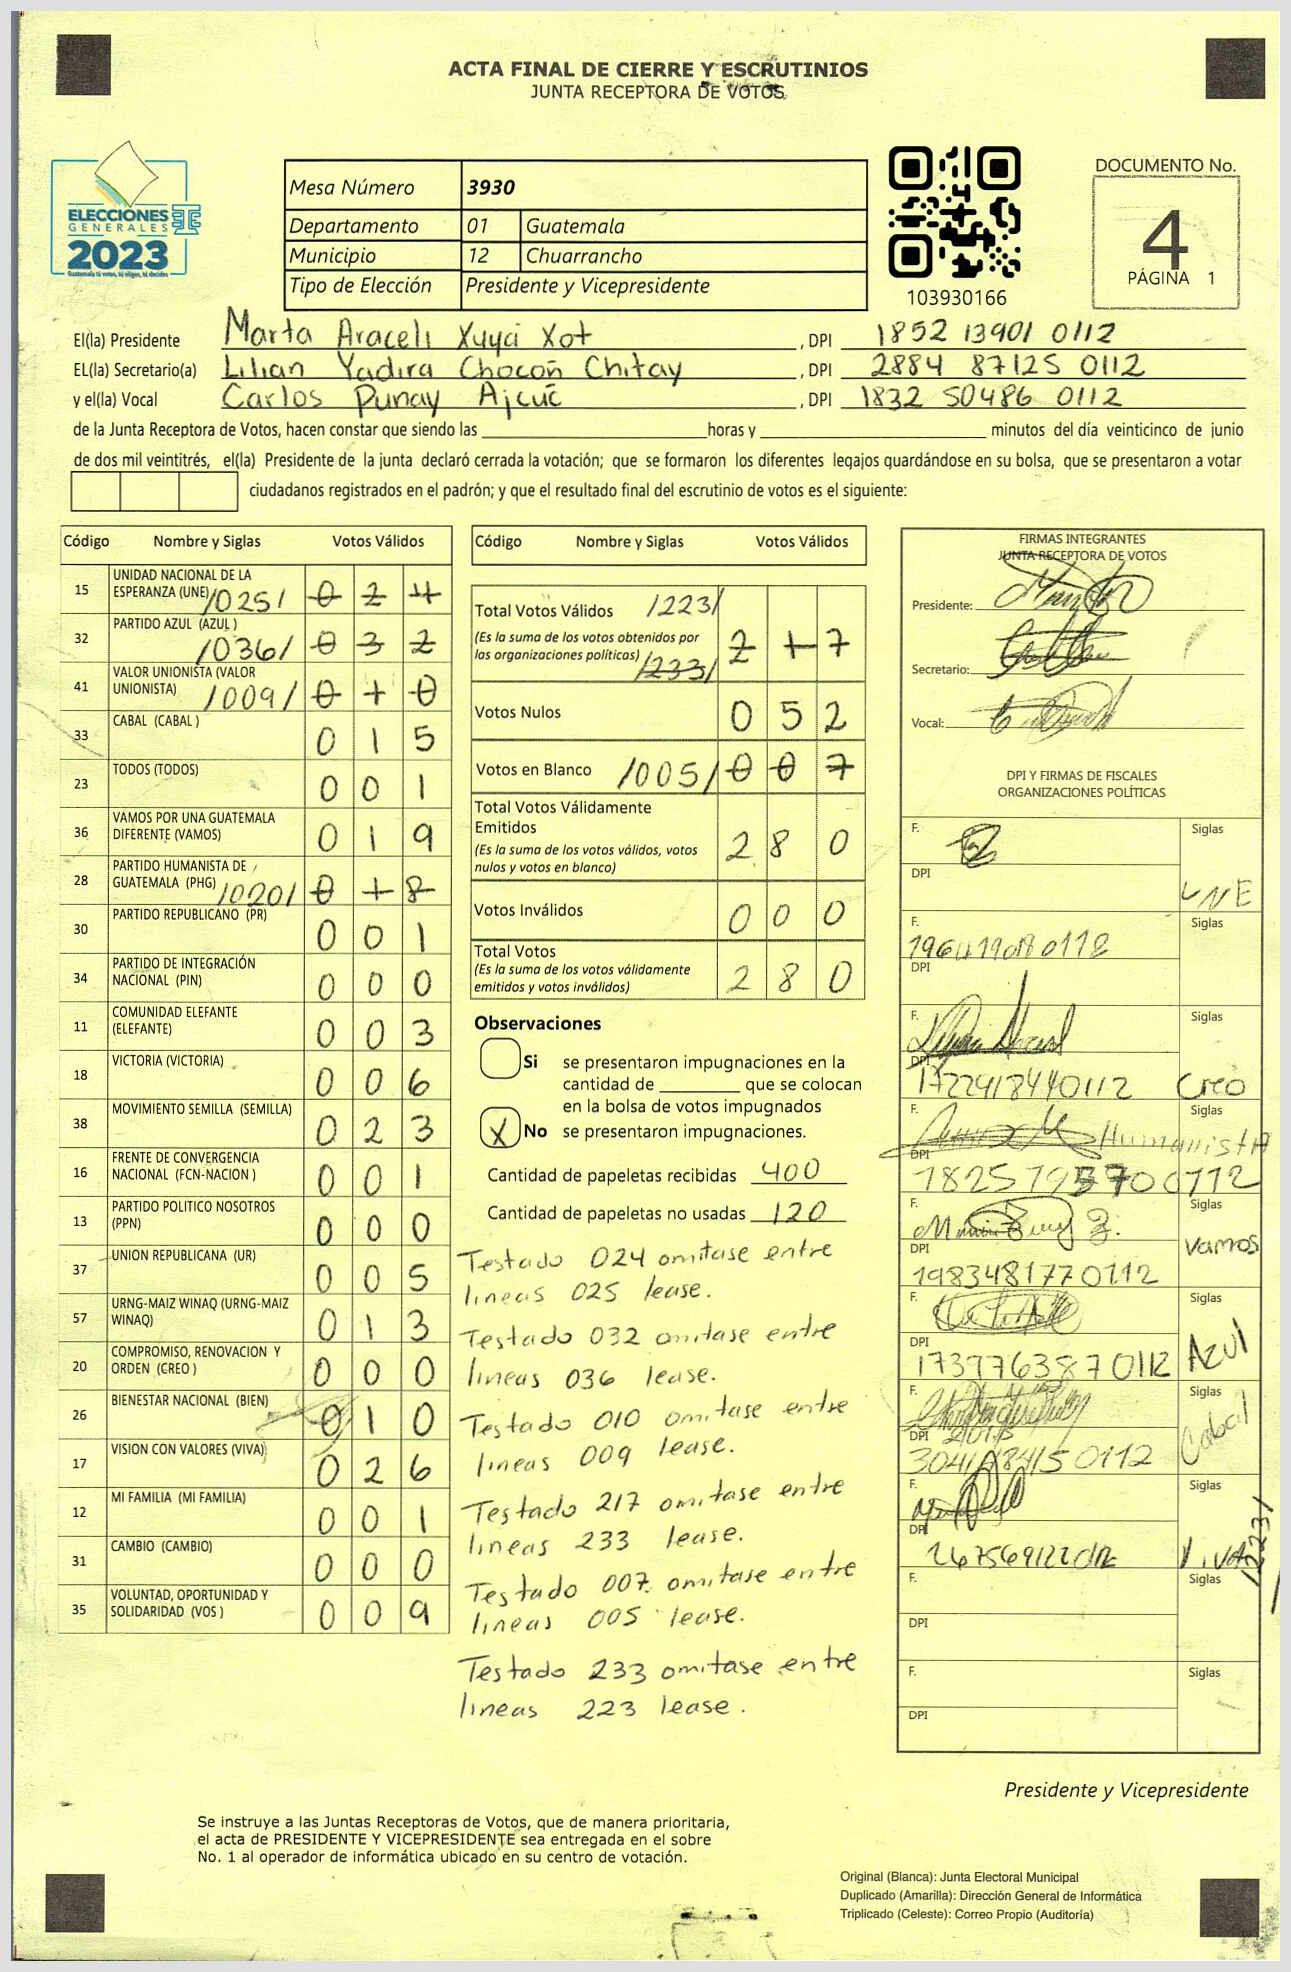 ACTA FINAL DE CIERRE Y ESCRUTINIOS
JUNTA RECEPTORA DE VOTOS
ELECCIONES
GENERALES
2023
Guatemala tú votas, tú eliges, tú decides
Mesa Número 3930
Departamento 01 Guatemala
Municipio 12 Chuarrancho
Tipo de Elección Presidente y Vicepresidente
103930166
DOCUMENTO No.
4
PÁGINA 1
El(la) Presidente Marta Araceli Xuyá Xot , DPI 1852 13901 0112
EL(la) Secretario(a) Lilian Yadira Chocoñ Chitay , DPI 2884 87125 0112
y el(la) Vocal Carlos Punay Ajcúc , DPI 1832 50486 0112
de la Junta Receptora de Votos, hacen constar que siendo las horas y minutos del día veinticinco de junio
de dos mil veintitrés, el(la) Presidente de la junta declaró cerrada la votación; que se formaron los diferentes legajos guardándose en su bolsa, que se presentaron a votar
ciudadanos registrados en el padrón; y que el resultado final del escrutinio de votos es el siguiente:
Código Nombre y Siglas Votos Válidos
15 UNIDAD NACIONAL DE LA ESPERANZA (UNE) /025/ 0 2 4
32 PARTIDO AZUL (AZUL ) /036/ 0 3 2
41 VALOR UNIONISTA (VALOR UNIONISTA) /009/ 0 1 0
33 CABAL (CABAL ) 0 1 5
23 TODOS (TODOS) 0 0 1
36 VAMOS POR UNA GUATEMALA DIFERENTE (VAMOS) 0 1 9
28 PARTIDO HUMANISTA DE GUATEMALA (PHG) /020/ 0 1 8
30 PARTIDO REPUBLICANO (PR) 0 0 1
34 PARTIDO DE INTEGRACIÓN NACIONAL (PIN) 0 0 0
11 COMUNIDAD ELEFANTE (ELEFANTE) 0 0 3
18 VICTORIA (VICTORIA) 0 0 6
38 MOVIMIENTO SEMILLA (SEMILLA) 0 2 3
16 FRENTE DE CONVERGENCIA NACIONAL (FCN-NACION ) 0 0 1
13 PARTIDO POLITICO NOSOTROS (PPN) 0 0 0
37 UNION REPUBLICANA (UR) 0 0 5
57 URNG-MAIZ WINAQ (URNG-MAIZ WINAQ) 0 1 3
20 COMPROMISO, RENOVACION Y ORDEN (CREO ) 0 0 0
26 BIENESTAR NACIONAL (BIEN) 0 1 0
17 VISION CON VALORES (VIVA) 0 2 6
12 MI FAMILIA (MI FAMILIA) 0 0 1
31 CAMBIO (CAMBIO) 0 0 0
35 VOLUNTAD, OPORTUNIDAD Y SOLIDARIDAD (VOS ) 0 0 9
Código Nombre y Siglas Votos Válidos
Total Votos Válidos /223/
(Es la suma de los votos obtenidos por
las organizaciones políticas) /233/ 2 1 7
Votos Nulos 0 5 2
Votos en Blanco /005/ 0 0 7
Total Votos Válidamente
Emitidos
(Es la suma de los votos válidos, votos
nulos y votos en blanco) 2 8 0
Votos Inválidos 0 0 0
Total Votos
(Es la suma de los votos válidamente
emitidos y votos inválidos) 2 8 0
Observaciones
Si se presentaron impugnaciones en la
cantidad de que se colocan
en la bolsa de votos impugnados
X No se presentaron impugnaciones.
Cantidad de papeletas recibidas 400
Cantidad de papeletas no usadas 120
Testado 024 omitase entre
lineas 025 lease.
Testado 032 omitase entre
lineas 036 lease.
Testado 010 omitase entre
lineas 009 lease.
Testado 217 omitase entre
lineas 233 lease.
Testado 007 omitase entre
lineas 005 lease.
Testado 233 omitase entre
lineas 223 lease.
FIRMAS INTEGRANTES
JUNTA RECEPTORA DE VOTOS
Presidente:
Secretario:
Vocal:
DPI Y FIRMAS DE FISCALES
ORGANIZACIONES POLÍTICAS
F. Siglas
DPI UNE
F. Siglas
DPI
F. Siglas
DPI 1722918440112 Creo
F. Siglas
Humanista
DPI
F. Siglas
DPI 1983481770112 Vamos
F. Siglas
DPI 1739763870112 Azul
F. Siglas
DPI Cabal
F. Siglas
DPI Viva
/223/
F. Siglas
DPI
F. Siglas
DPI
Presidente y Vicepresidente
Se instruye a las Juntas Receptoras de Votos, que de manera prioritaria,
el acta de PRESIDENTE Y VICEPRESIDENTE sea entregada en el sobre
No. 1 al operador de informática ubicado en su centro de votación.
Original (Blanca): Junta Electoral Municipal
Duplicado (Amarilla): Dirección General de Informática
Triplicado (Celeste): Correo Propio (Auditoría)